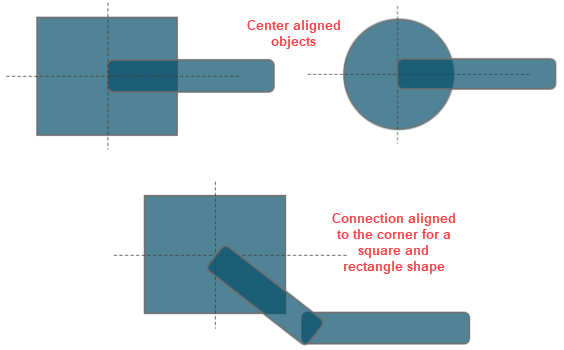 Center aligned
objects
Connection aligned
to the corner for a
square and
rectangle shape